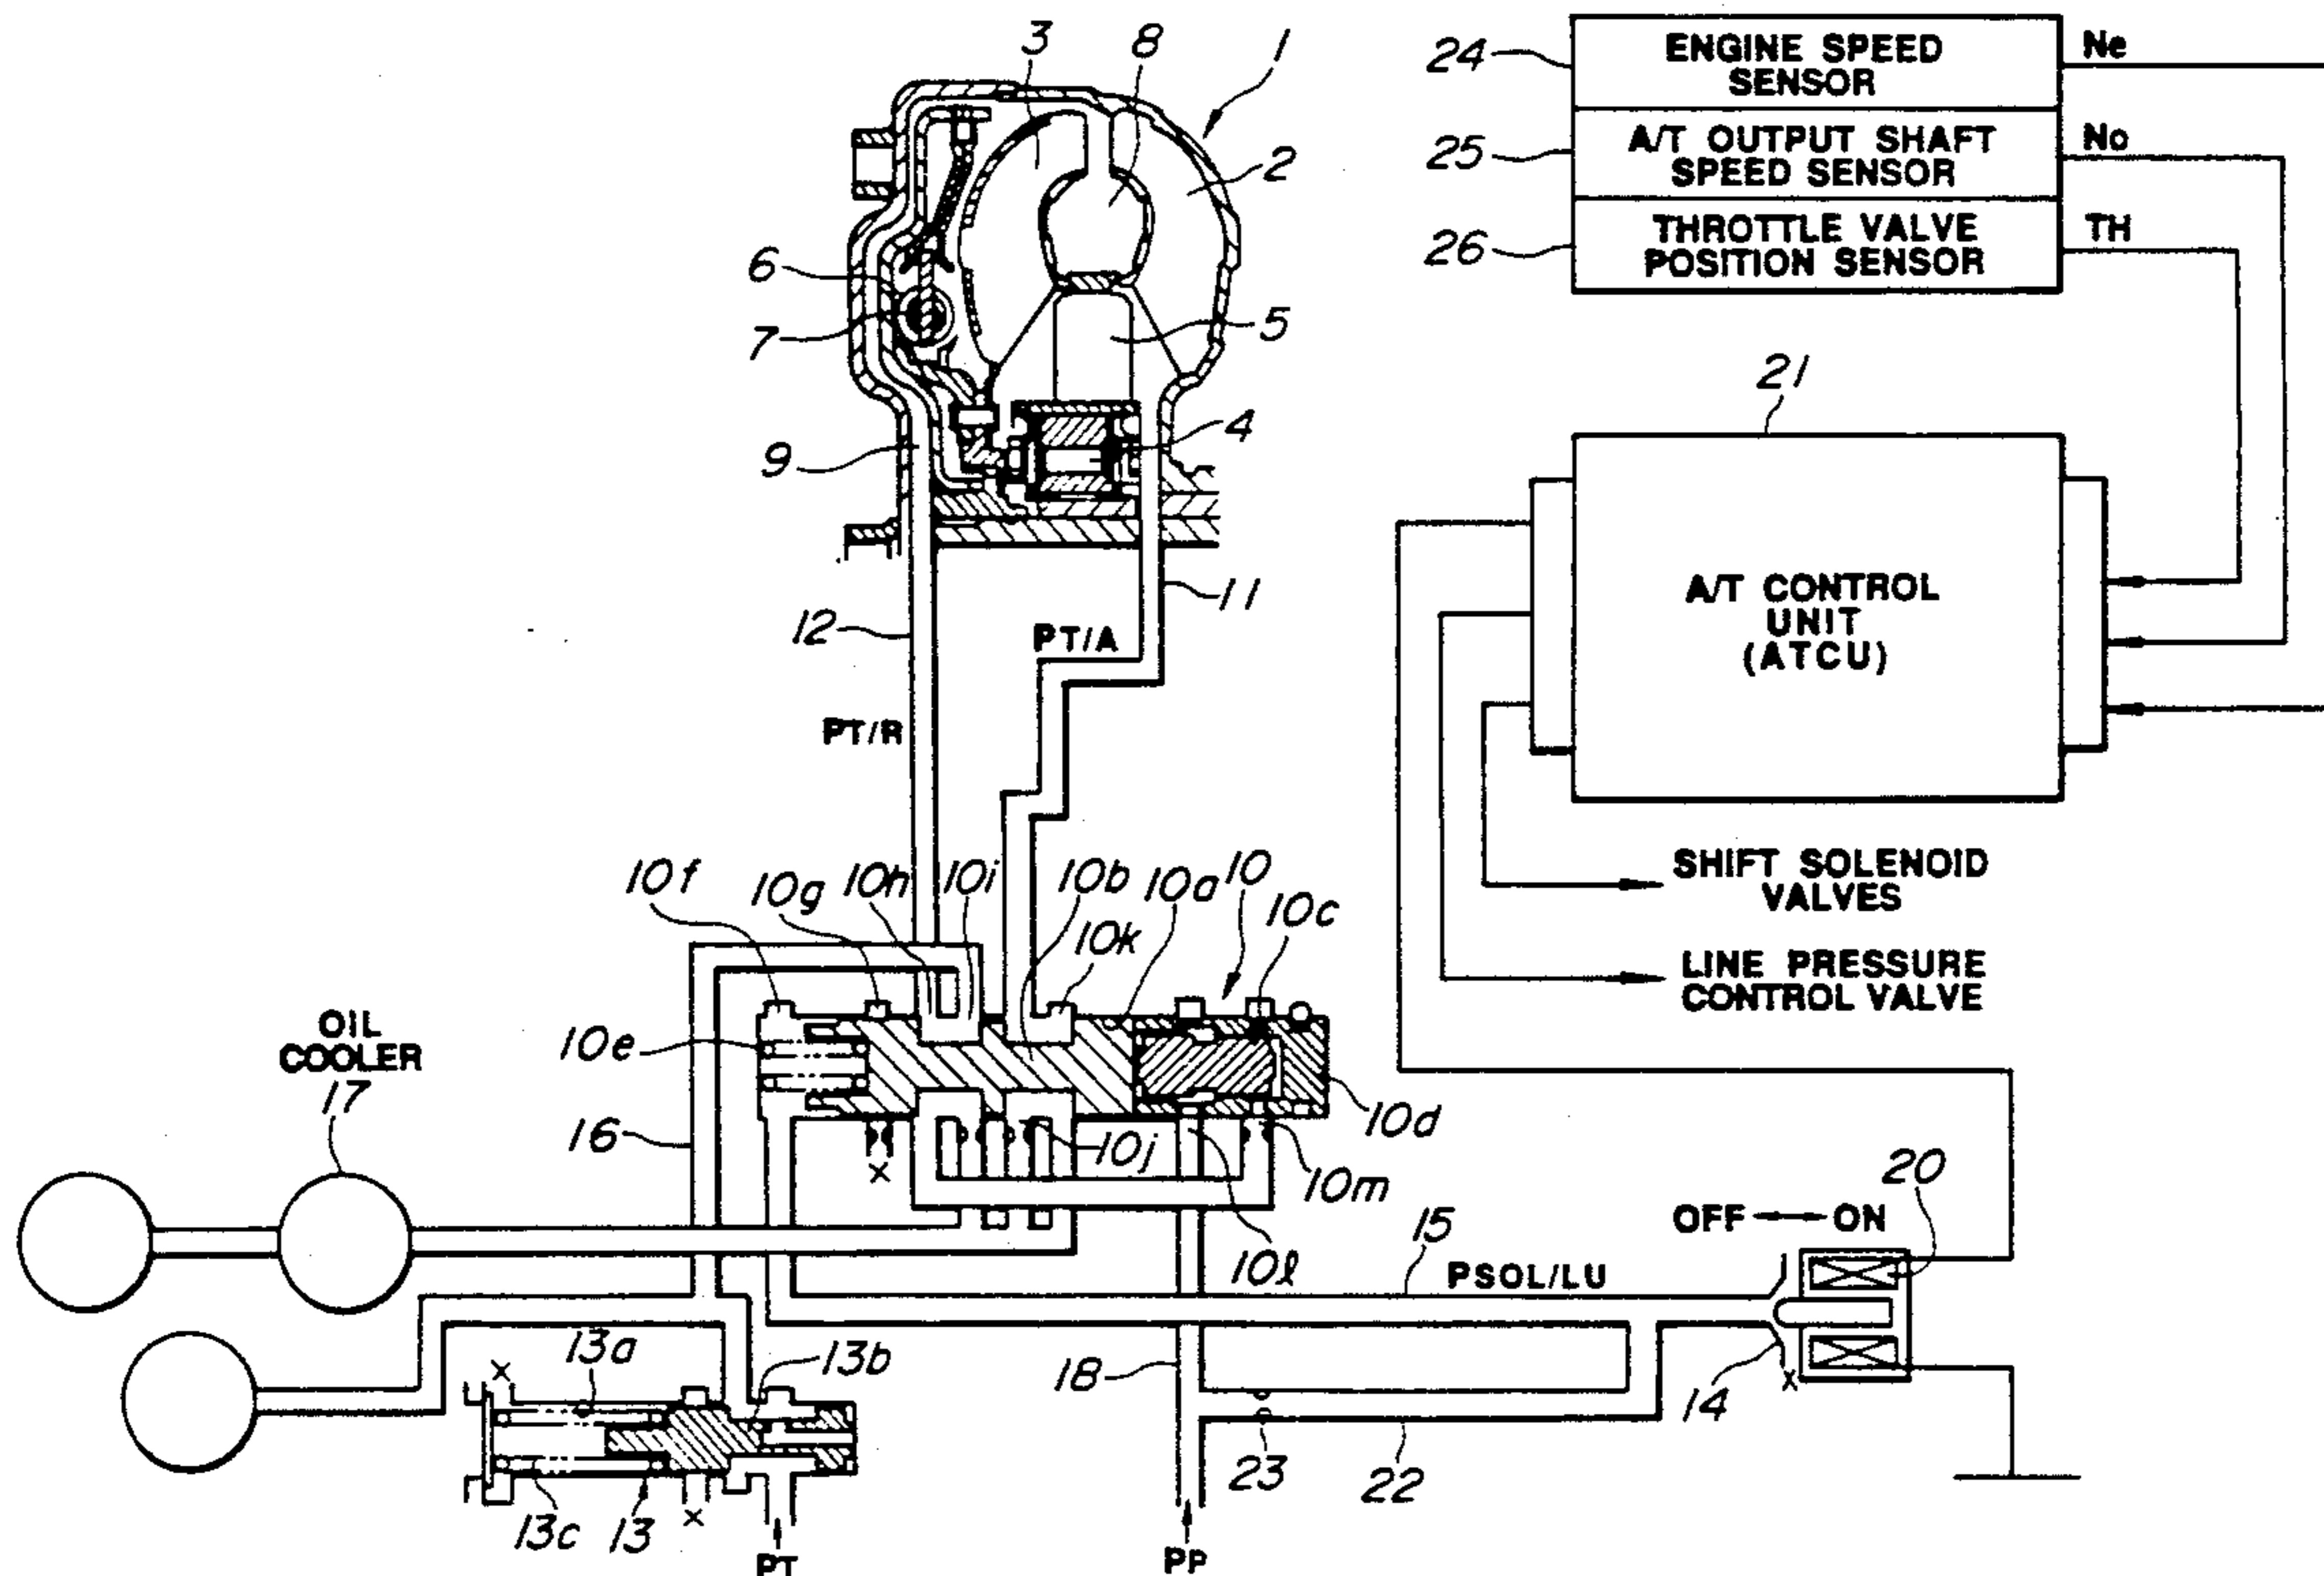 3
8
1
24
ENGINE SPEED
SENSOR
Ne
25
A/T OUTPUT SHAFT
SPEED SENSOR
No
2
26
THROTTLE VALVE
POSITION SENSOR
TH
6
7
5
21
4
9
11
12
PT/A
A/T CONTROL
UNIT
(ATCU)
PT/R
10f
10g
10h
10i
10b
10a
10
10c
10k
SHIFT SOLENOID
VALVES
LINE PRESSURE
CONTROL VALVE
OIL
COOLER
17
10e
10d
16
10j
10m
x
20
OFF
ON
15
10l
PSOL/LU
13a
13b
x
18
14
x
23
22
13c
13
x
PT
PP